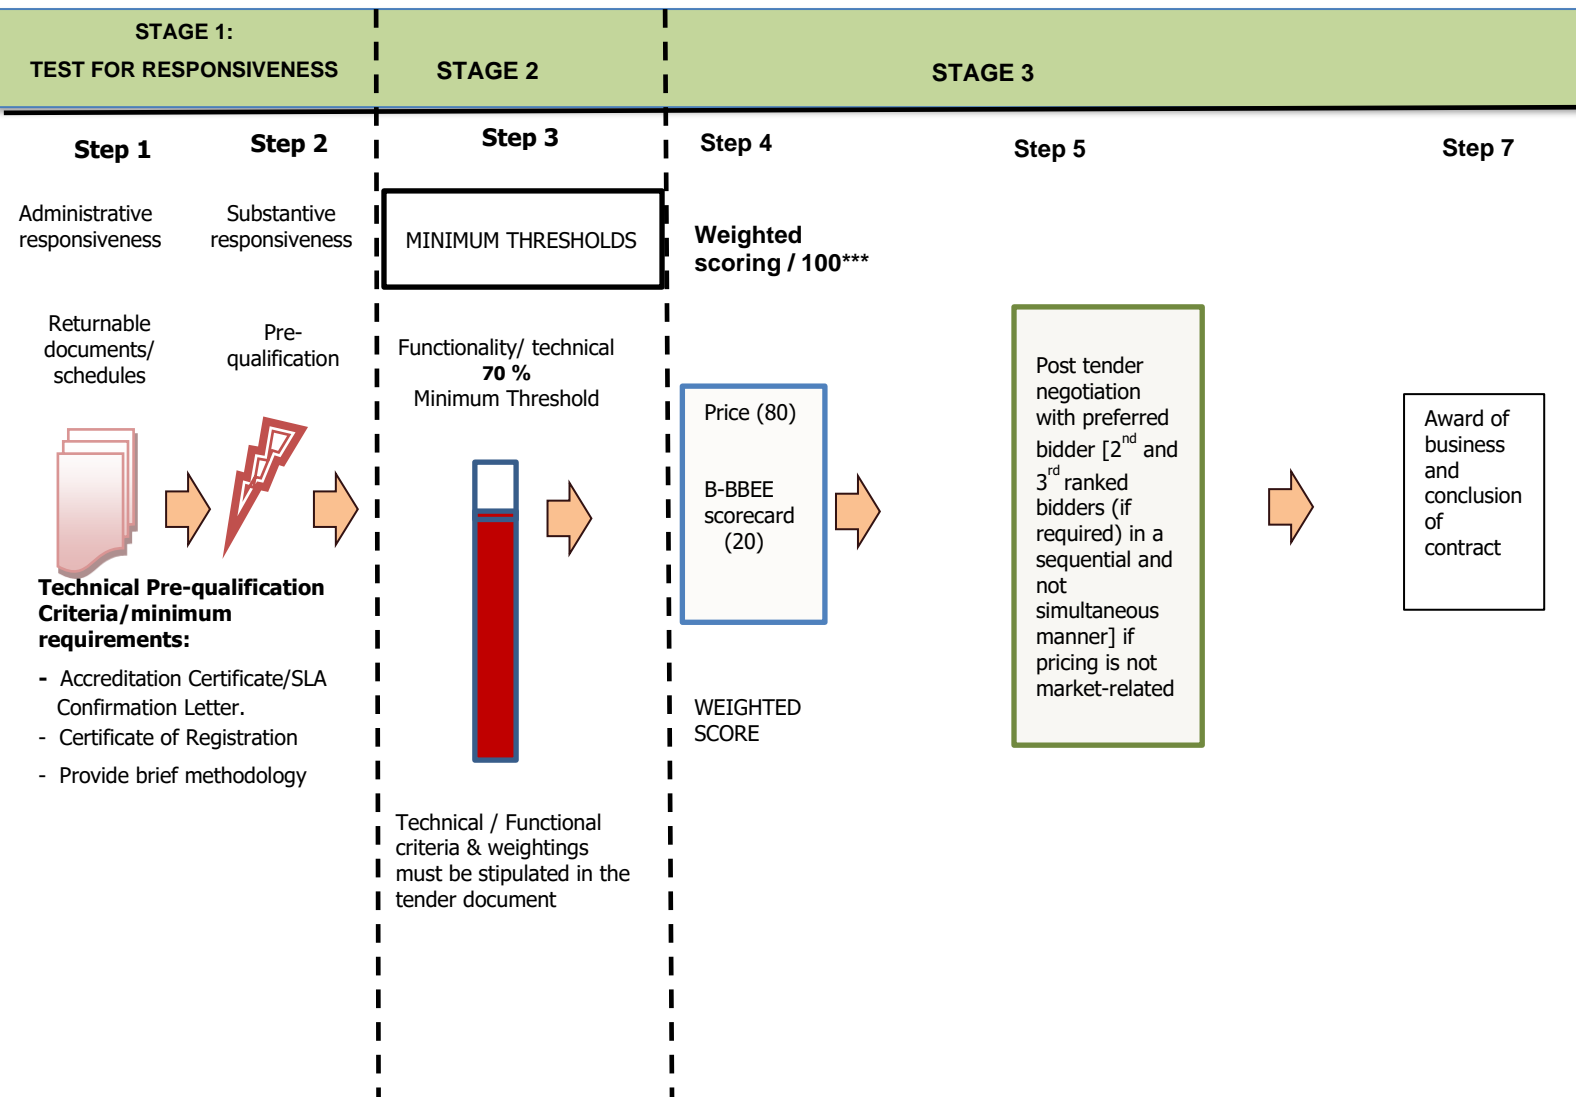 STAGE 1:
TEST FOR RESPONSIVENESS
STAGE 2
STAGE 3
Step 1
Step 2
Step 3
Step 4
Step 5
Step 7
Administrative
responsiveness
Substantive
responsiveness
MINIMUM THRESHOLDS
Weighted
scoring / 100***
Returnable
documents/
schedules
Pre-
qualification
Functionality/ technical
70 %
Minimum Threshold
Price (80)
B-BBEE
scorecard
(20)
Post tender
negotiation
with preferred
bidder [2nd and
3rd ranked
bidders (if
required) in a
sequential and
not
simultaneous
manner] if
pricing is not
market-related
Award of
business
and
conclusion
of
contract
Technical Pre-qualification
Criteria/minimum
requirements:
- Accreditation Certificate/SLA
Confirmation Letter.
- Certificate of Registration
- Provide brief methodology
WEIGHTED
SCORE
Technical / Functional
criteria & weightings
must be stipulated in the
tender document